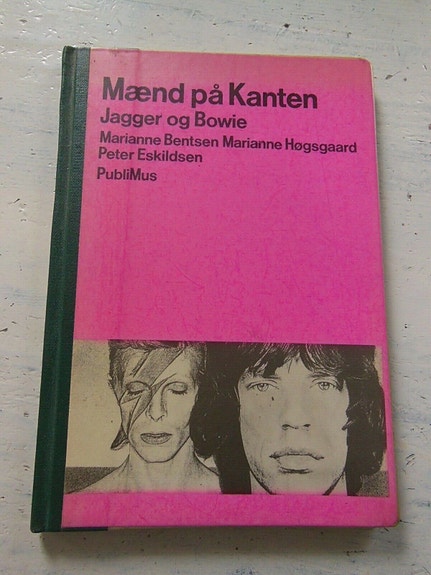 Mænd på Kanten
Jagger og Bowie
Marianne Bentsen Marianne Høgsgaard
Peter Eskildsen
PubliMus